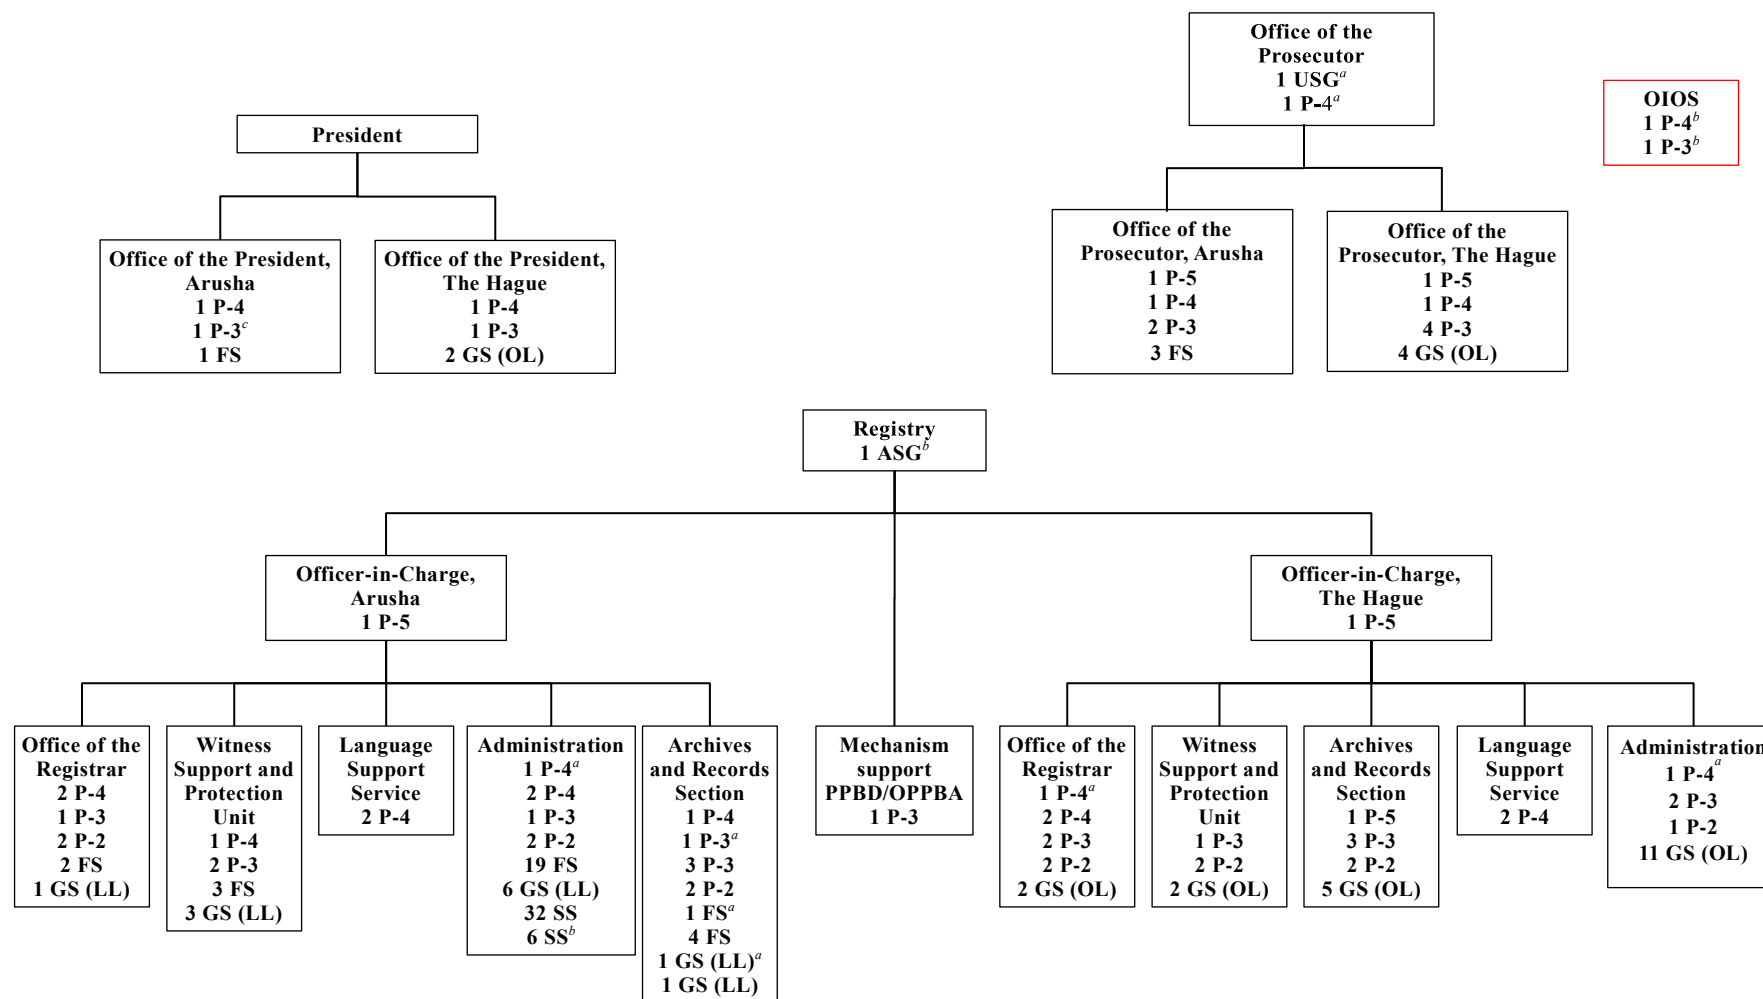 Office of the
Prosecutor
1 USGᵃ
1 P-4ᵃ
OIOS
1 P-4ᵇ
1 P-3ᵇ
President
Office of the President,
Arusha
1 P-4
1 P-3ᶜ
1 FS
Office of the President,
The Hague
1 P-4
1 P-3
2 GS (OL)
Office of the
Prosecutor, Arusha
1 P-5
1 P-4
2 P-3
3 FS
Office of the
Prosecutor, The Hague
1 P-5
1 P-4
4 P-3
4 GS (OL)
Registry
1 ASGᵇ
Officer-in-Charge,
Arusha
1 P-5
Officer-in-Charge,
The Hague
1 P-5
Office of the
Registrar
2 P-4
1 P-3
2 P-2
2 FS
1 GS (LL)
Witness
Support and
Protection
Unit
1 P-4
2 P-3
3 FS
3 GS (LL)
Language
Support
Service
2 P-4
Administration
1 P-4ᵃ
2 P-4
1 P-3
2 P-2
19 FS
6 GS (LL)
32 SS
6 SSᵇ
Archives
and Records
Section
1 P-4
1 P-3ᵃ
3 P-3
2 P-2
1 FSᵃ
4 FS
1 GS (LL)ᵃ
1 GS (LL)
Mechanism
support
PPBD/OPPBA
1 P-3
Office of the
Registrar
1 P-4ᵃ
2 P-4
2 P-3
2 P-2
2 GS (OL)
Witness
Support and
Protection
Unit
1 P-3
2 P-2
2 GS (OL)
Archives
and Records
Section
1 P-5
3 P-3
2 P-2
5 GS (OL)
Language
Support
Service
2 P-4
Administration
1 P-4ᵃ
2 P-3
1 P-2
11 GS (OL)